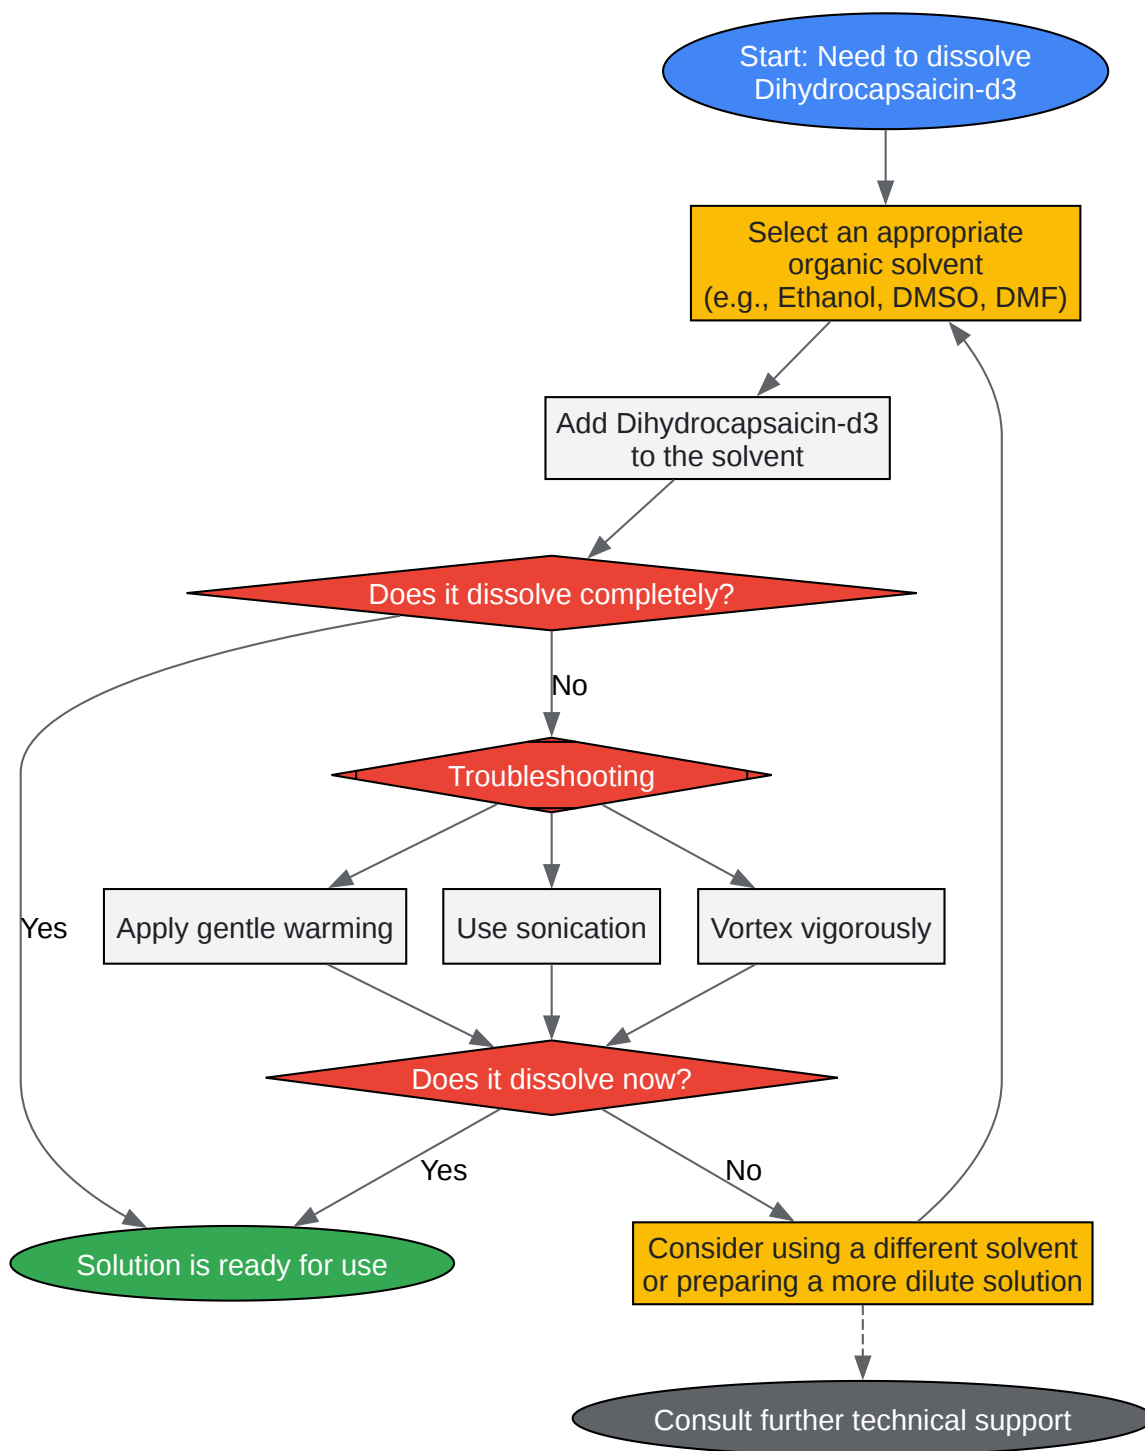 Start: Need to dissolve
Dihydrocapsaicin-d3
Select an appropriate
organic solvent
(e.g., Ethanol, DMSO, DMF)
Add Dihydrocapsaicin-d3
to the solvent
Does it dissolve completely?
No
Troubleshooting
Yes
Apply gentle warming
Use sonication
Vortex vigorously
Does it dissolve now?
Yes
No
Solution is ready for use
Consider using a different solvent
or preparing a more dilute solution
Consult further technical support